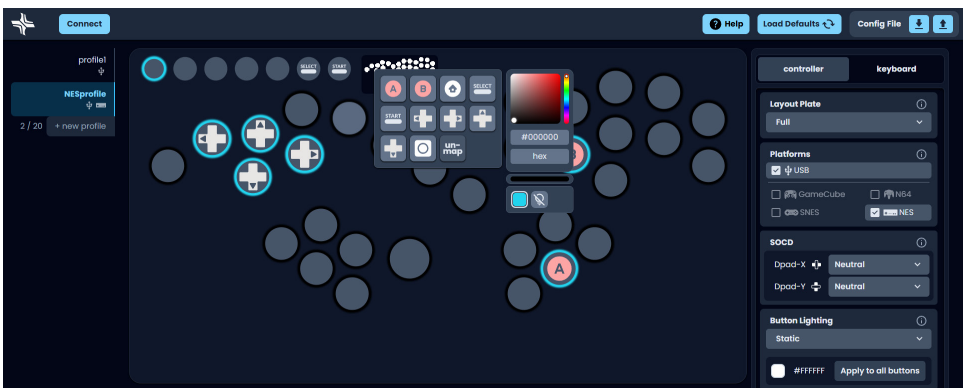 Connect
Help
Load Defaults
Config File
profile1
NESprofile
2 / 20
+ new profile
SELECT
START
A
B
SELECT
START
un-
map
#000000
hex
A
controller
keyboard
Layout Plate
Full
Platforms
USB
GameCube
N64
SNES
NES
SOCD
Dpad-X
Neutral
Dpad-Y
Neutral
Button Lighting
Static
#FFFFFF
Apply to all buttons